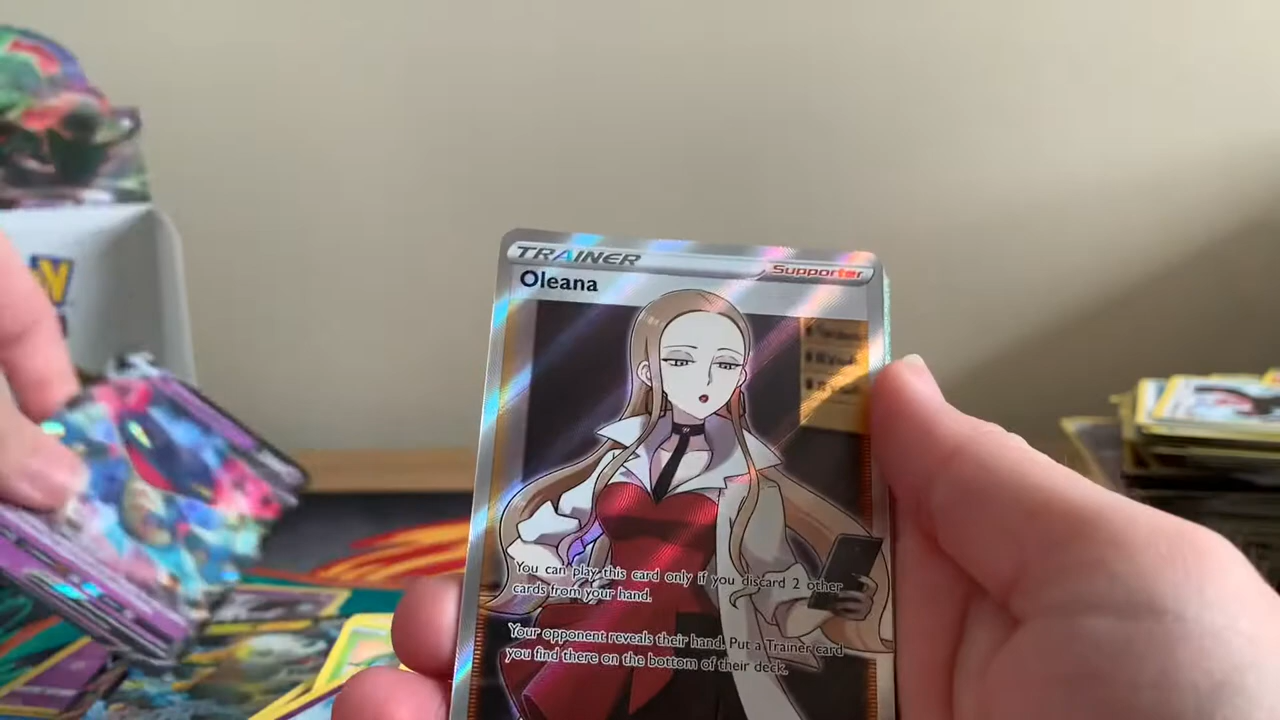 TRAINER
Supporter
Oleana
You can play this card only if you discard 2 other
cards from your hand.
Your opponent reveals their hand. Put a Trainer card
you find there on the bottom of their deck.